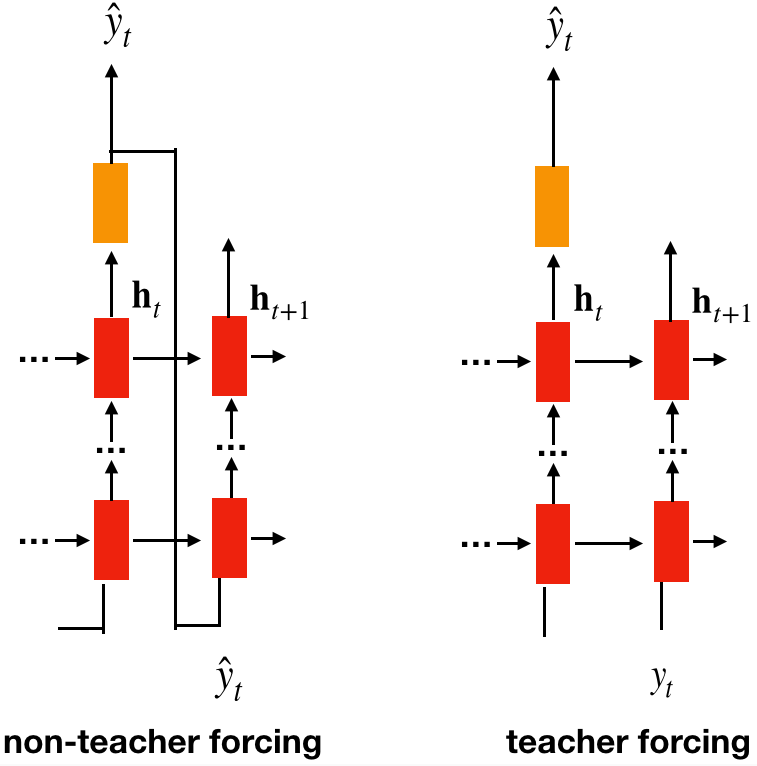 ŷt ŷt
ht ht+1 ht ht+1
... ...
... ... ... ...
... ...
ŷt yt
non-teacher forcing teacher forcing